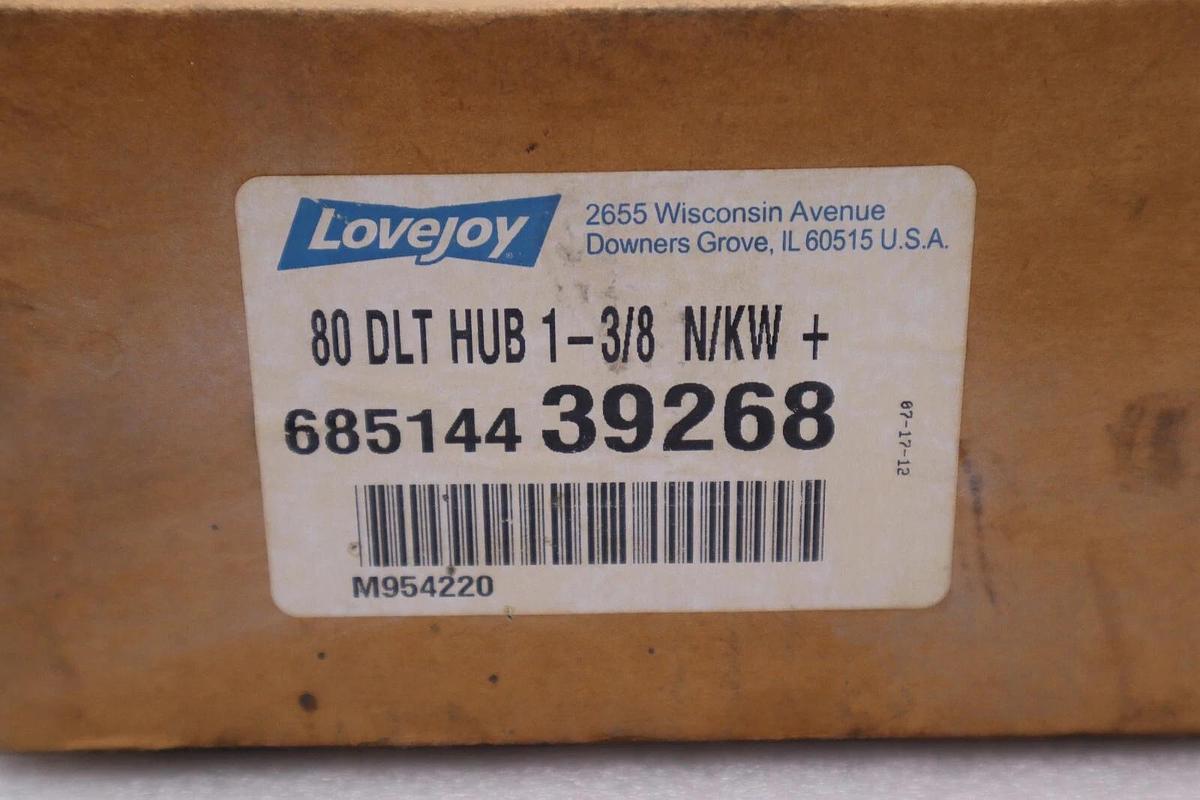 Lovejoy
2655 Wisconsin Avenue
Downers Grove, IL 60515 U.S.A.
80 DLT HUB 1-3/8 N/KW +
685144 39268
07-17-12
M954220